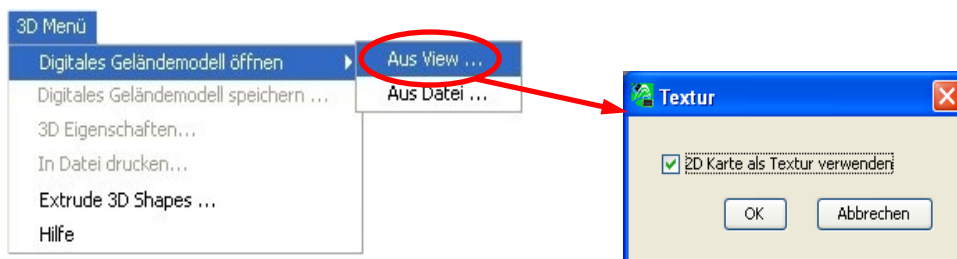 3D Menü
Digitales Geländemodell öffnen
Digitales Geländemodell speichern ...
3D Eigenschaften...
In Datei drucken...
Extrude 3D Shapes ...
Hilfe
Aus View ...
Aus Datei ...
Textur
2D Karte als Textur verwenden
OK Abbrechen